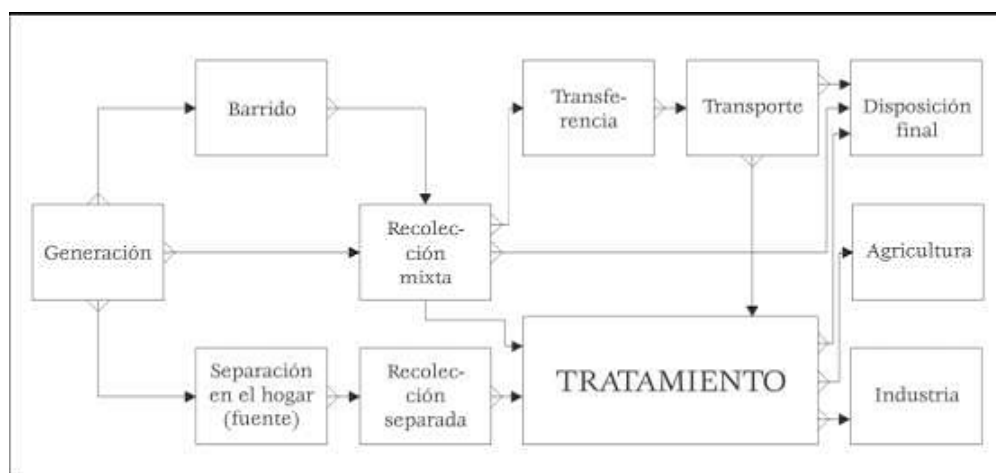 Barrido
Transfe-
rencia
Transporte
Disposición
final
Generación
Recolec-
ción
mixta
Agricultura
Separación
en el hogar
(fuente)
Recolec-
ción
separada
TRATAMIENTO
Industria